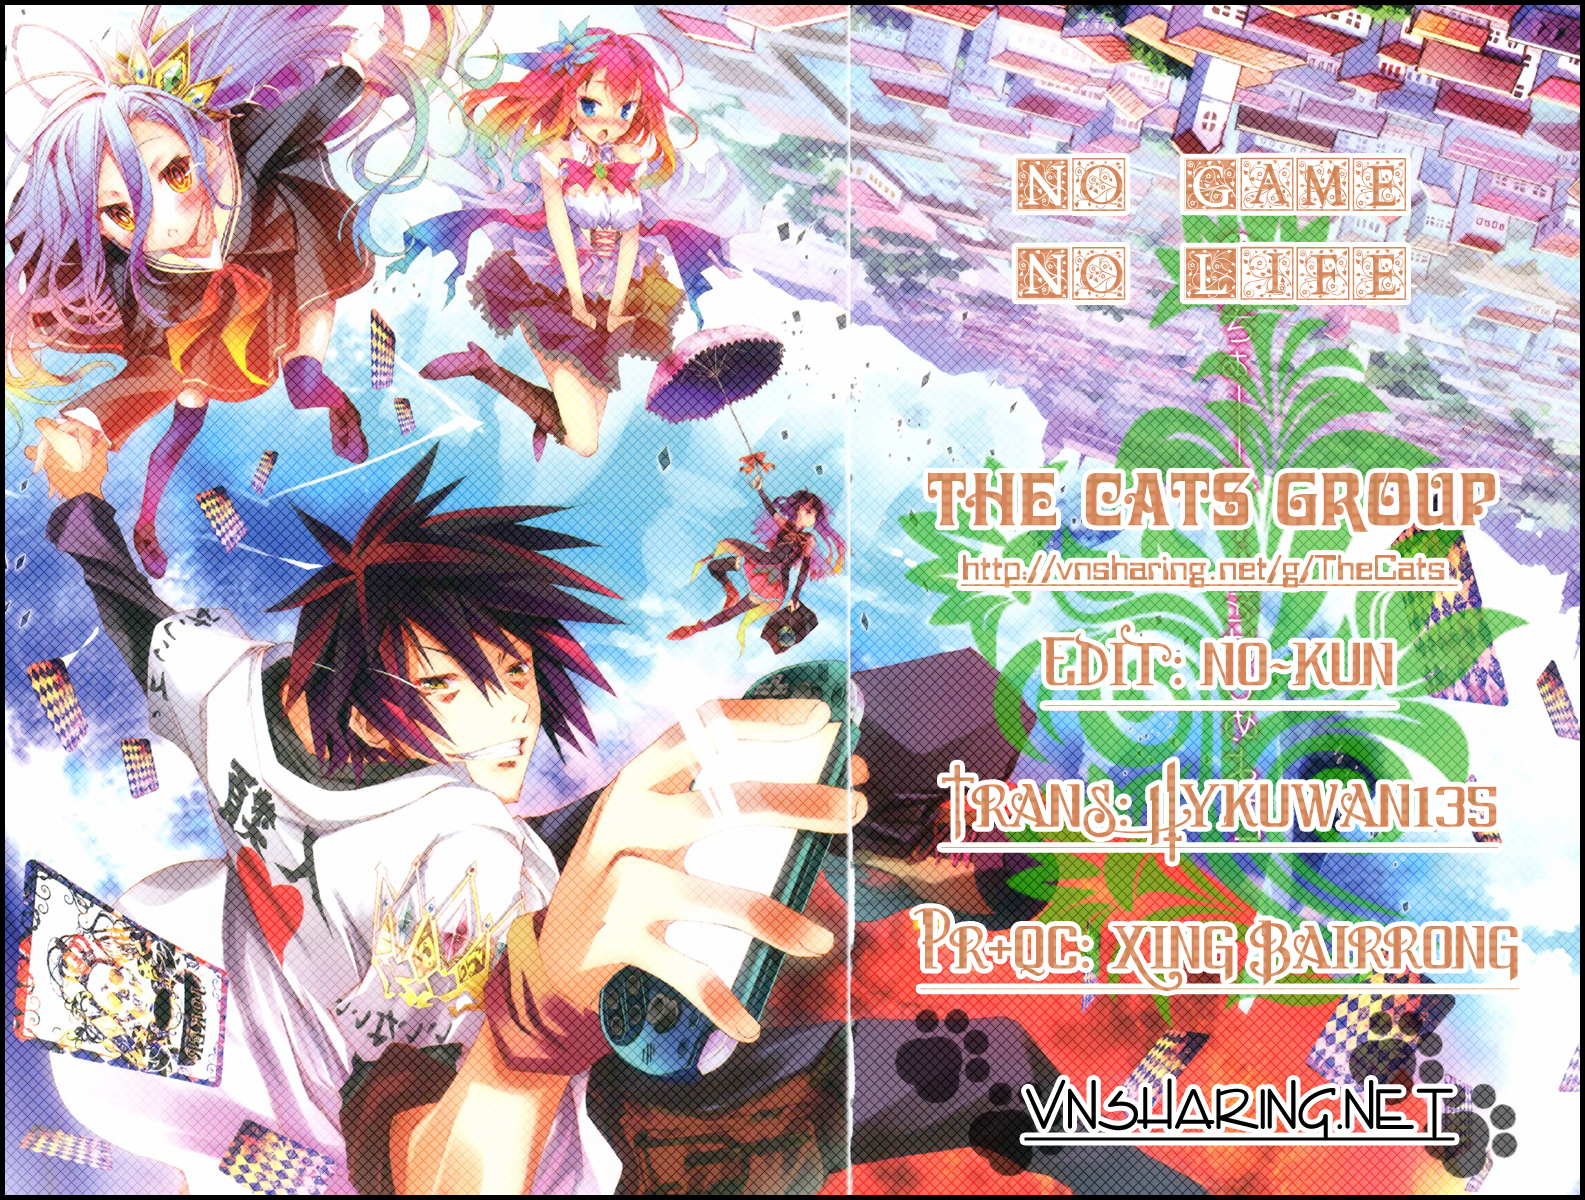 NO GAME
NO LIFE
THE CATS GROUP
http://vnsharing.net/g/TheCats
EDIT: NO~KUN
TRANS: HYKUWAN135
PR+QC: XING BAIRRONG
VNSHARING.NET
JOKER